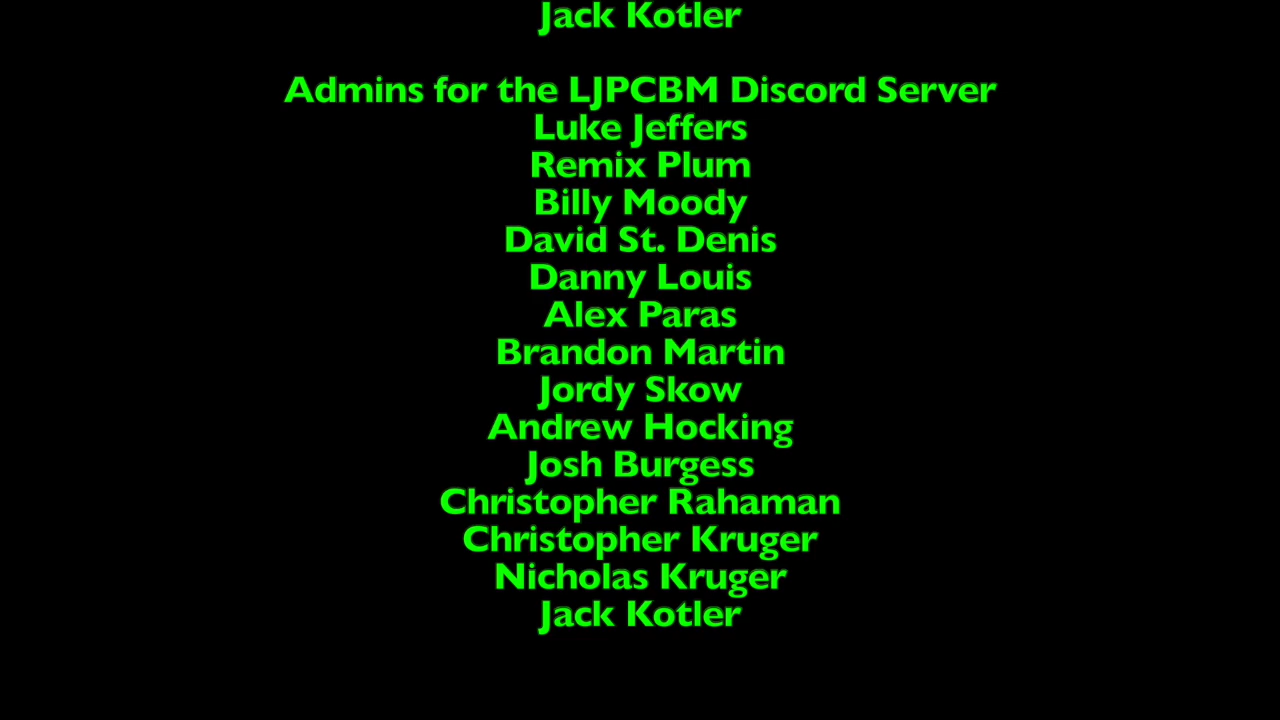 Jack Kotler
Admins for the LJPCBM Discord Server
Luke Jeffers
Remix Plum
Billy Moody
David St. Denis
Danny Louis
Alex Paras
Brandon Martin
Jordy Skow
Andrew Hocking
Josh Burgess
Christopher Rahaman
Christopher Kruger
Nicholas Kruger
Jack Kotler